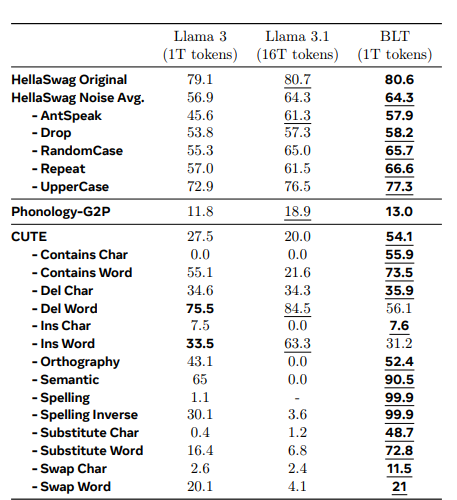 Llama 3 Llama 3.1 BLT
(1T tokens) (16T tokens) (1T tokens)
HellaSwag Original 79.1 80.7 80.6
HellaSwag Noise Avg. 56.9 64.3 64.3
- AntSpeak 45.6 61.3 57.9
- Drop 53.8 57.3 58.2
- RandomCase 55.3 65.0 65.7
- Repeat 57.0 61.5 66.6
- UpperCase 72.9 76.5 77.3
Phonology-G2P 11.8 18.9 13.0
CUTE 27.5 20.0 54.1
- Contains Char 0.0 0.0 55.9
- Contains Word 55.1 21.6 73.5
- Del Char 34.6 34.3 35.9
- Del Word 75.5 84.5 56.1
- Ins Char 7.5 0.0 7.6
- Ins Word 33.5 63.3 31.2
- Orthography 43.1 0.0 52.4
- Semantic 65 0.0 90.5
- Spelling 1.1 - 99.9
- Spelling Inverse 30.1 3.6 99.9
- Substitute Char 0.4 1.2 48.7
- Substitute Word 16.4 6.8 72.8
- Swap Char 2.6 2.4 11.5
- Swap Word 20.1 4.1 21